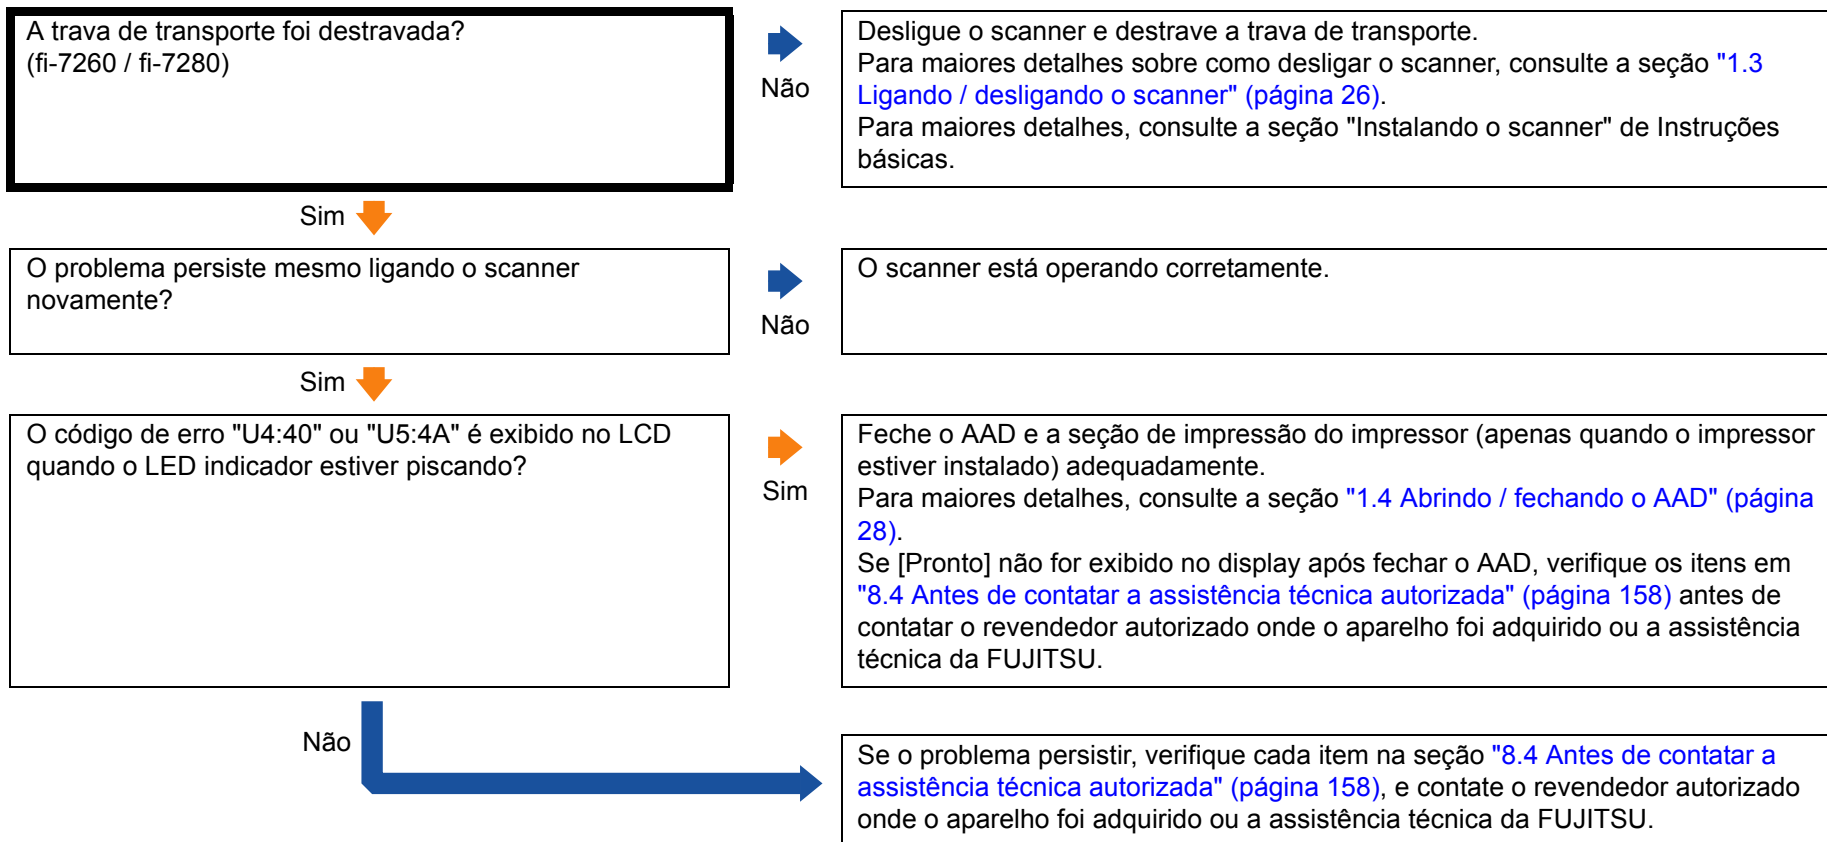 A trava de transporte foi destravada?
(fi-7260 / fi-7280)
Não
Desligue o scanner e destrave a trava de transporte.
Para maiores detalhes sobre como desligar o scanner, consulte a seção "1.3
Ligando / desligando o scanner" (página 26).
Para maiores detalhes, consulte a seção "Instalando o scanner" de Instruções
básicas.
Sim
O problema persiste mesmo ligando o scanner
novamente?
Não
O scanner está operando corretamente.
Sim
O código de erro "U4:40" ou "U5:4A" é exibido no LCD
quando o LED indicador estiver piscando?
Sim
Feche o AAD e a seção de impressão do impressor (apenas quando o impressor
estiver instalado) adequadamente.
Para maiores detalhes, consulte a seção "1.4 Abrindo / fechando o AAD" (página
28).
Se [Pronto] não for exibido no display após fechar o AAD, verifique os itens em
"8.4 Antes de contatar a assistência técnica autorizada" (página 158) antes de
contatar o revendedor autorizado onde o aparelho foi adquirido ou a assistência
técnica da FUJITSU.
Não
Se o problema persistir, verifique cada item na seção "8.4 Antes de contatar a
assistência técnica autorizada" (página 158), e contate o revendedor autorizado
onde o aparelho foi adquirido ou a assistência técnica da FUJITSU.